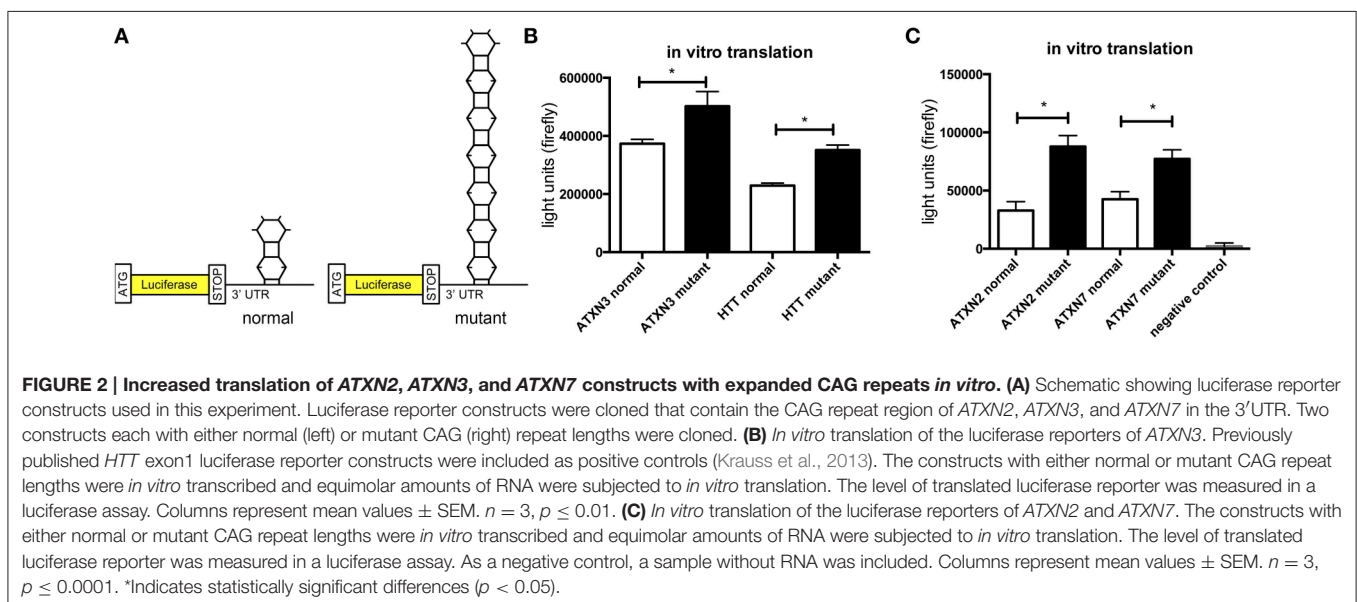 A
ATG
Luciferase
STOP
3' UTR
normal
ATG
Luciferase
STOP
3' UTR
mutant
B
in vitro translation
light units (firefly)
600000
400000
200000
0
*
*
ATXN3 normal
ATXN3 mutant
HTT normal
HTT mutant
C
in vitro translation
light units (firefly)
150000
100000
50000
0
*
*
ATXN2 normal
ATXN2 mutant
ATXN7 normal
ATXN7 mutant
negative control
FIGURE 2 | Increased translation of ATXN2, ATXN3, and ATXN7 constructs with expanded CAG repeats in vitro. (A) Schematic showing luciferase reporter
constructs used in this experiment. Luciferase reporter constructs were cloned that contain the CAG repeat region of ATXN2, ATXN3, and ATXN7 in the 3′UTR. Two
constructs each with either normal (left) or mutant CAG (right) repeat lengths were cloned. (B) In vitro translation of the luciferase reporters of ATXN3. Previously
published HTT exon1 luciferase reporter constructs were included as positive controls (Krauss et al., 2013). The constructs with either normal or mutant CAG repeat
lengths were in vitro transcribed and equimolar amounts of RNA were subjected to in vitro translation. The level of translated luciferase reporter was measured in a
luciferase assay. Columns represent mean values ± SEM. n = 3, p ≤ 0.01. (C) In vitro translation of the luciferase reporters of ATXN2 and ATXN7. The constructs with
either normal or mutant CAG repeat lengths were in vitro transcribed and equimolar amounts of RNA were subjected to in vitro translation. The level of translated
luciferase reporter was measured in a luciferase assay. As a negative control, a sample without RNA was included. Columns represent mean values ± SEM. n = 3,
p ≤ 0.0001. *Indicates statistically significant differences (p < 0.05).